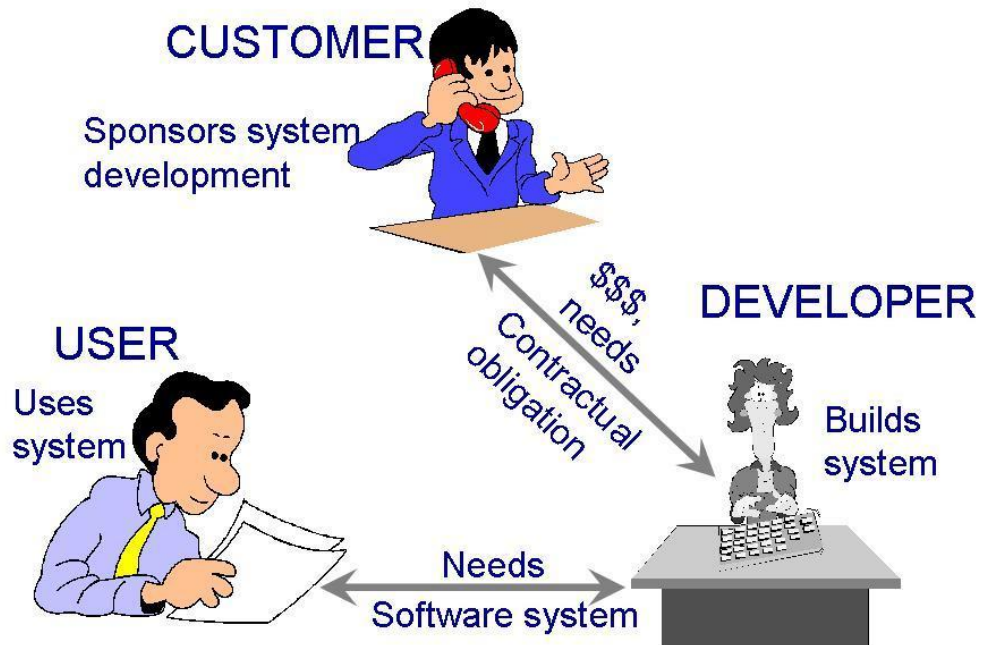 CUSTOMER
Sponsors system
development
$$$,
needs
Contractual
obligation
DEVELOPER
Builds
system
USER
Uses
system
Needs
Software system